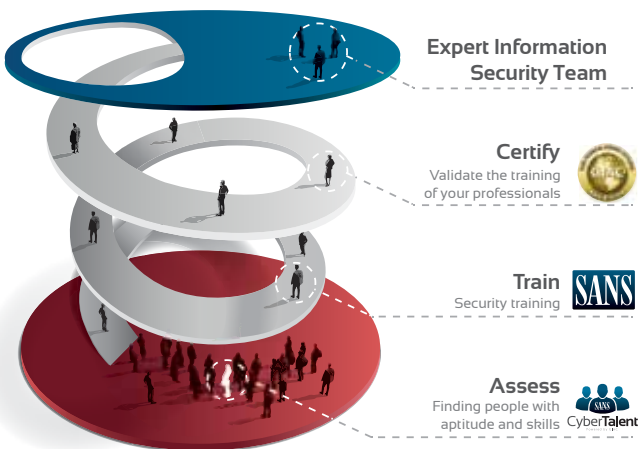 Expert Information
Security Team
Certify
Validate the training
of your professionals
GIAC
Train
Security training
SANS
Assess
Finding people with
aptitude and skills
SANS
CyberTalent